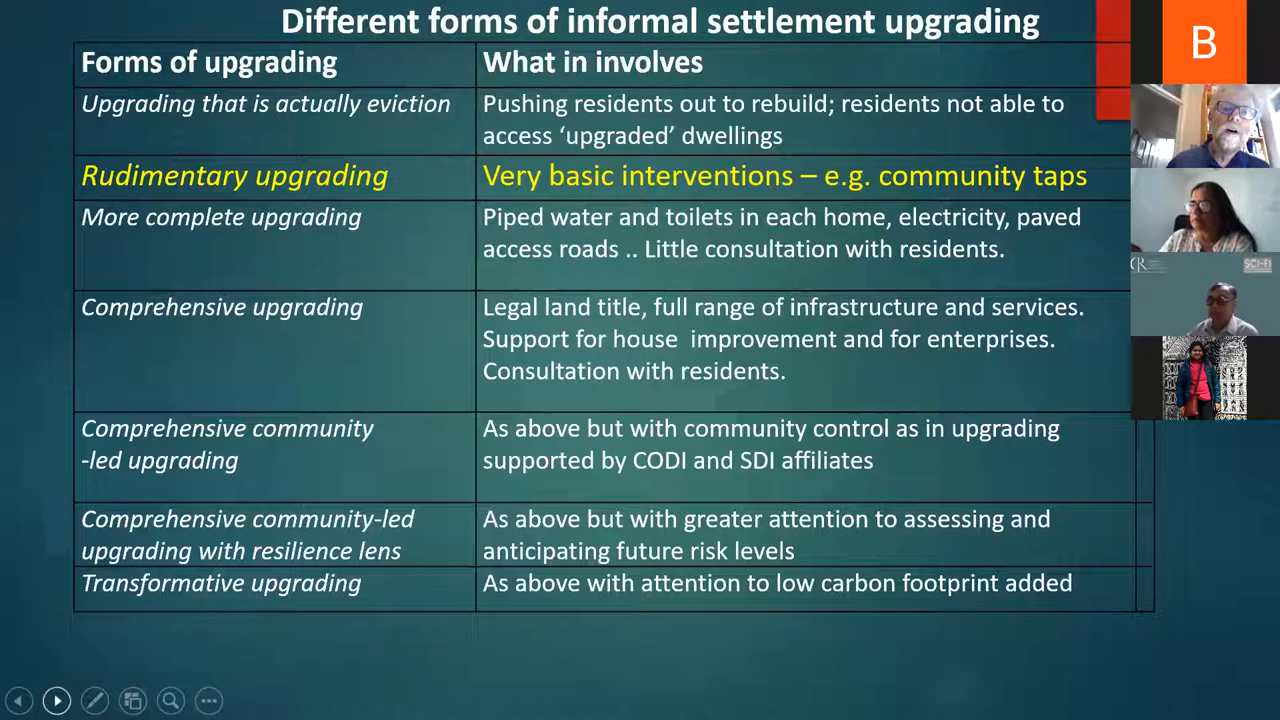 Different forms of informal settlement upgrading
Forms of upgrading
What in involves
Upgrading that is actually eviction
Pushing residents out to rebuild; residents not able to
access ‘upgraded’ dwellings
Rudimentary upgrading
Very basic interventions – e.g. community taps
More complete upgrading
Piped water and toilets in each home, electricity, paved
access roads .. Little consultation with residents.
Comprehensive upgrading
Legal land title, full range of infrastructure and services.
Support for house  improvement and for enterprises.
Consultation with residents.
Comprehensive community
-led upgrading
As above but with community control as in upgrading
supported by CODI and SDI affiliates
Comprehensive community-led
upgrading with resilience lens
As above but with greater attention to assessing and
anticipating future risk levels
Transformative upgrading
As above with attention to low carbon footprint added
B
SCI-FI